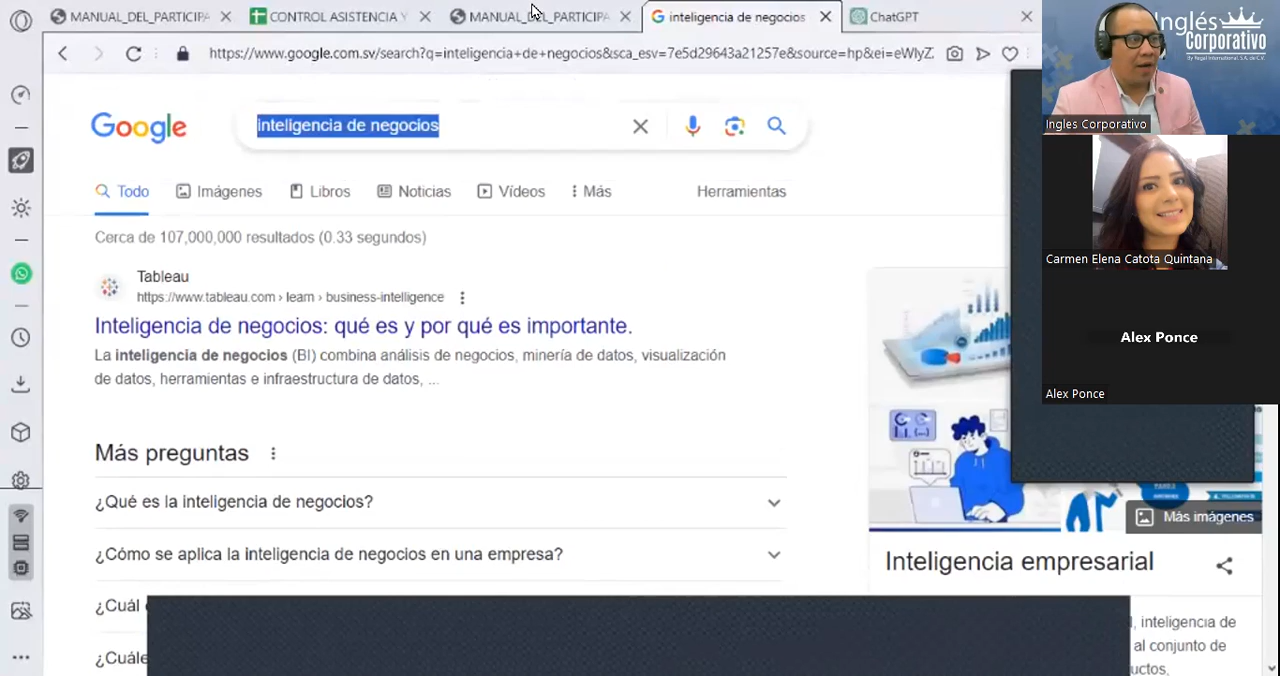 MANUAL_DEL_PARTICIPA
CONTROL ASISTENCIA Y
MANUAL_DEL_PARTICIPA
inteligencia de negocios
ChatGPT
https://www.google.com.sv/search?q=inteligencia+de+negocios&sca_esv=7e5d29643a21257e&source=hp&ei=eWlyZ.
Google
inteligencia de negocios
Todo
Imágenes
Libros
Noticias
Vídeos
Más
Herramientas
Cerca de 107,000,000 resultados (0.33 segundos)
Tableau
https://www.tableau.com › learn › business-intelligence
Inteligencia de negocios: qué es y por qué es importante.
La inteligencia de negocios (BI) combina análisis de negocios, minería de datos, visualización
de datos, herramientas e infraestructura de datos, ...
Más preguntas
¿Qué es la inteligencia de negocios?
¿Cómo se aplica la inteligencia de negocios en una empresa?
¿Cuál
¿Cuále
Más imágenes
Inteligencia empresarial
, inteligencia de
al conjunto de
uctos,
Inglés
Corporativo
By Regal International, S.A. de C.V.
Ingles Corporativo
Carmen Elena Catota Quintana
Alex Ponce
Alex Ponce